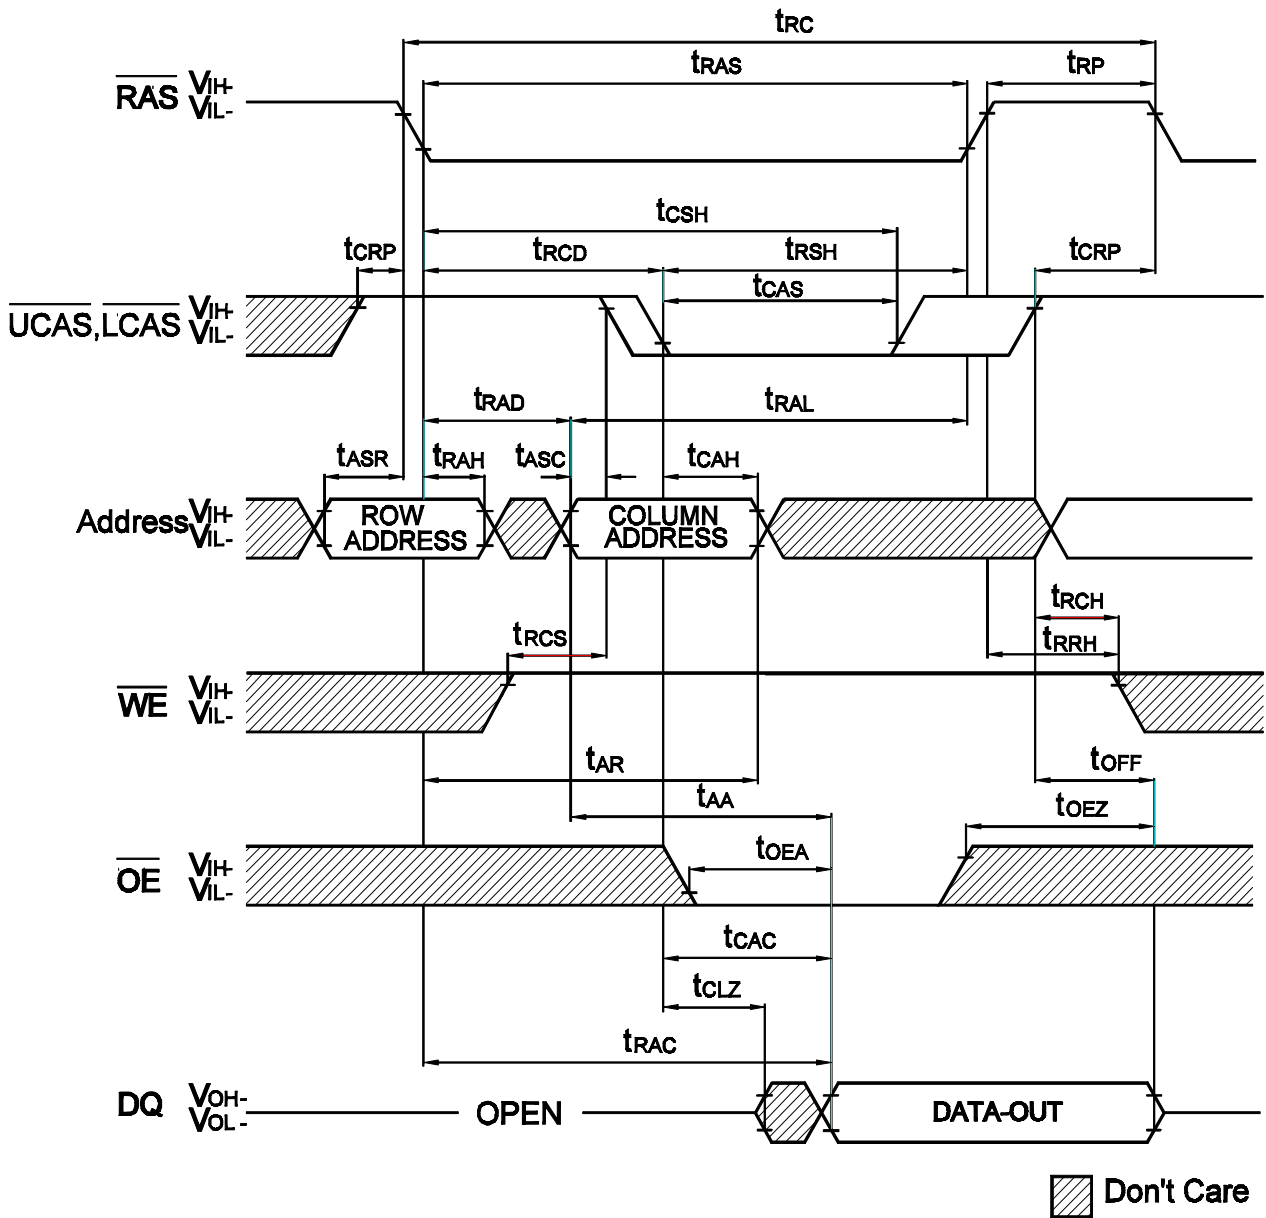 tRC
tRAS
tRP
RAS VIH-
VIL-
tCSH
tCRP
tRCD
tRSH
tCRP
tCAS
UCAS,LCAS VIH-
VIL-
tRAD
tRAL
tASR
tRAH
tASC
tCAH
Address VIH-
VIL-
ROW
ADDRESS
COLUMN
ADDRESS
tRCH
tRCS
tRRH
WE VIH-
VIL-
tAR
tOFF
tAA
tOEZ
tOEA
OE VIH-
VIL-
tCAC
tCLZ
tRAC
DQ VOH-
VOL-
OPEN
DATA-OUT
Don't Care